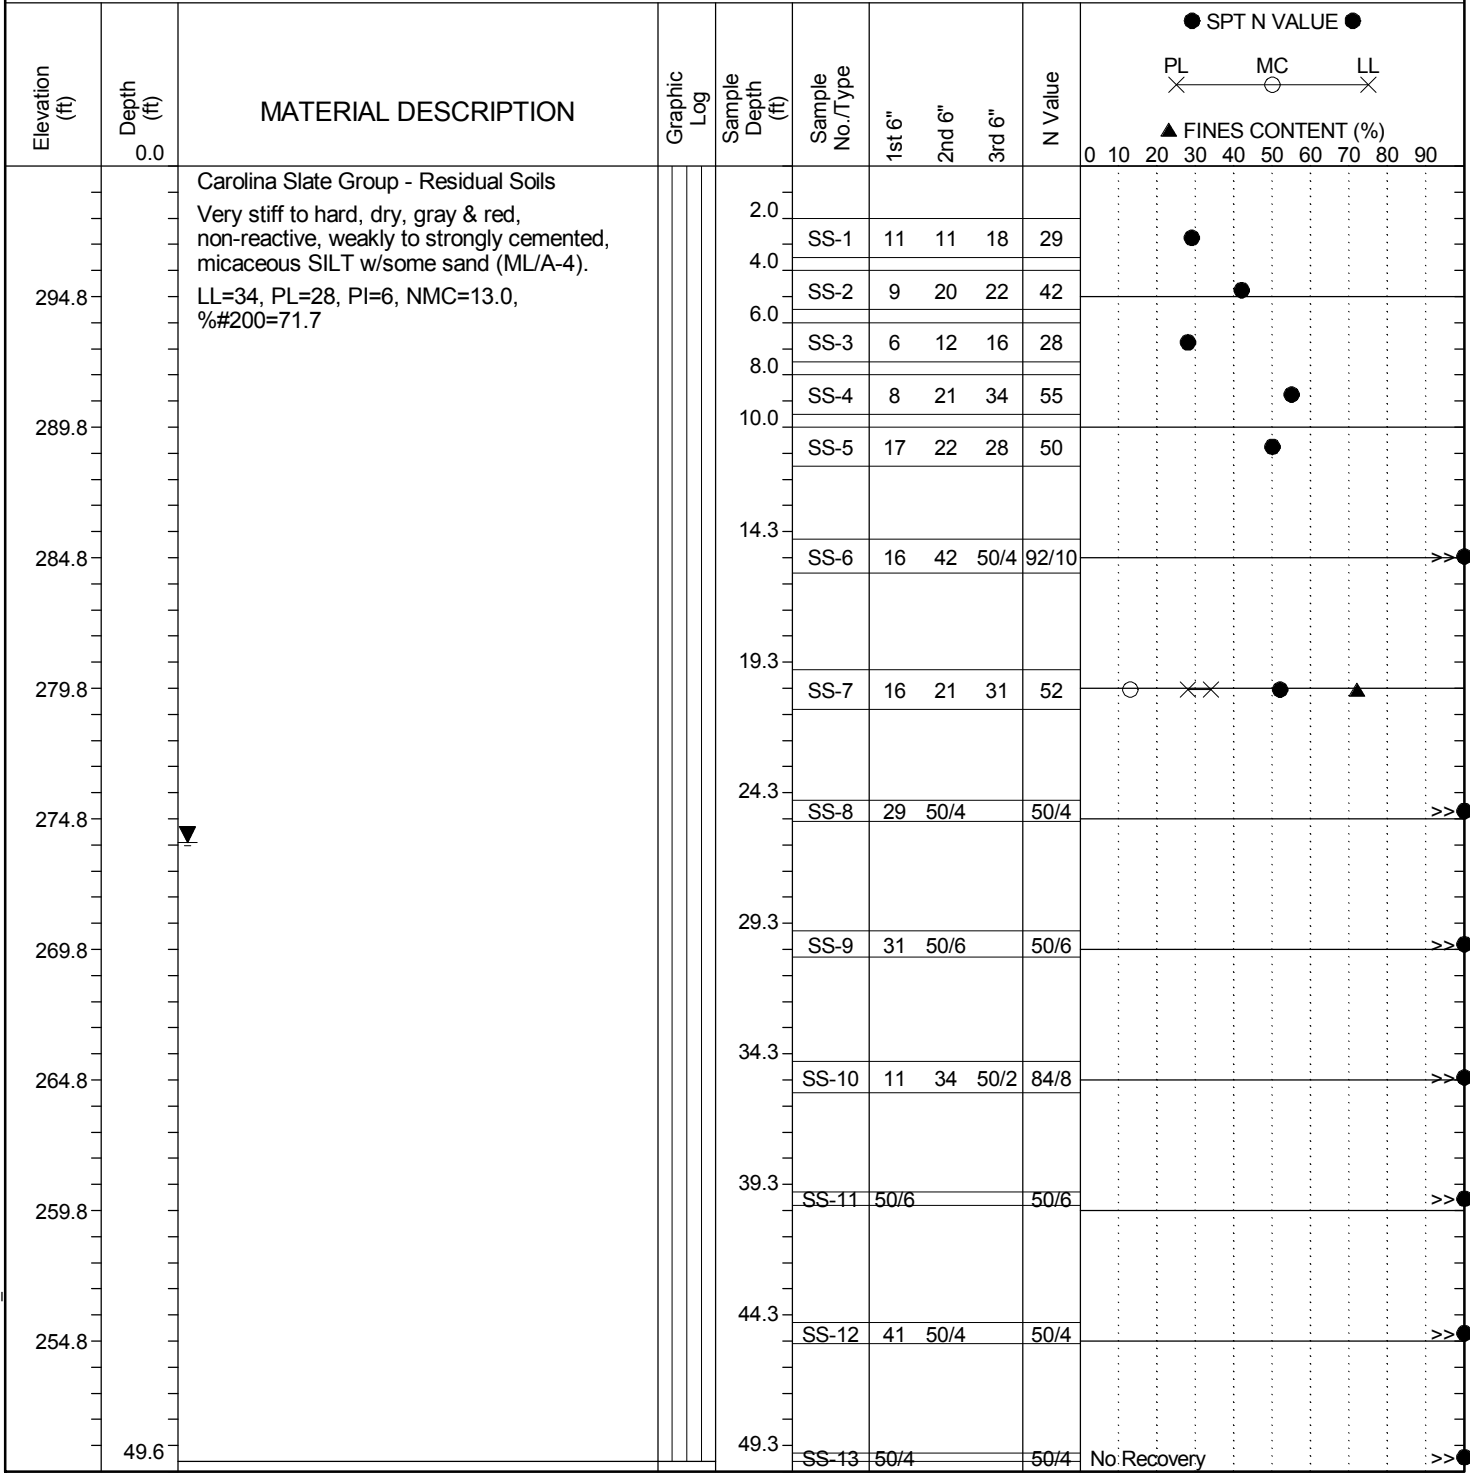 ● SPT N VALUE ●
PL MC LL
▲ FINES CONTENT (%)
0 10 20 30 40 50 60 70 80 90
Elevation (ft)
Depth (ft)
0.0
MATERIAL DESCRIPTION
Graphic Log
Sample Depth (ft)
Sample No./Type
1st 6"
2nd 6"
3rd 6"
N Value
Carolina Slate Group - Residual Soils
Very stiff to hard, dry, gray & red,
non-reactive, weakly to strongly cemented,
micaceous SILT w/some sand (ML/A-4).
LL=34, PL=28, PI=6, NMC=13.0,
%#200=71.7
2.0
SS-1 11 11 18 29
4.0
294.8 SS-2 9 20 22 42
6.0
SS-3 6 12 16 28
8.0
SS-4 8 21 34 55
10.0
289.8
SS-5 17 22 28 50
14.3
284.8 SS-6 16 42 50/4 92/10 >>
19.3
279.8 SS-7 16 21 31 52
24.3
274.8 SS-8 29 50/4 50/4 >>
29.3
269.8 SS-9 31 50/6 50/6 >>
34.3
264.8 SS-10 11 34 50/2 84/8 >>
39.3
259.8 SS-11 50/6 50/6 >>
44.3
254.8 SS-12 41 50/4 50/4 >>
49.6 49.3
SS-13 50/4 50/4 No Recovery >>